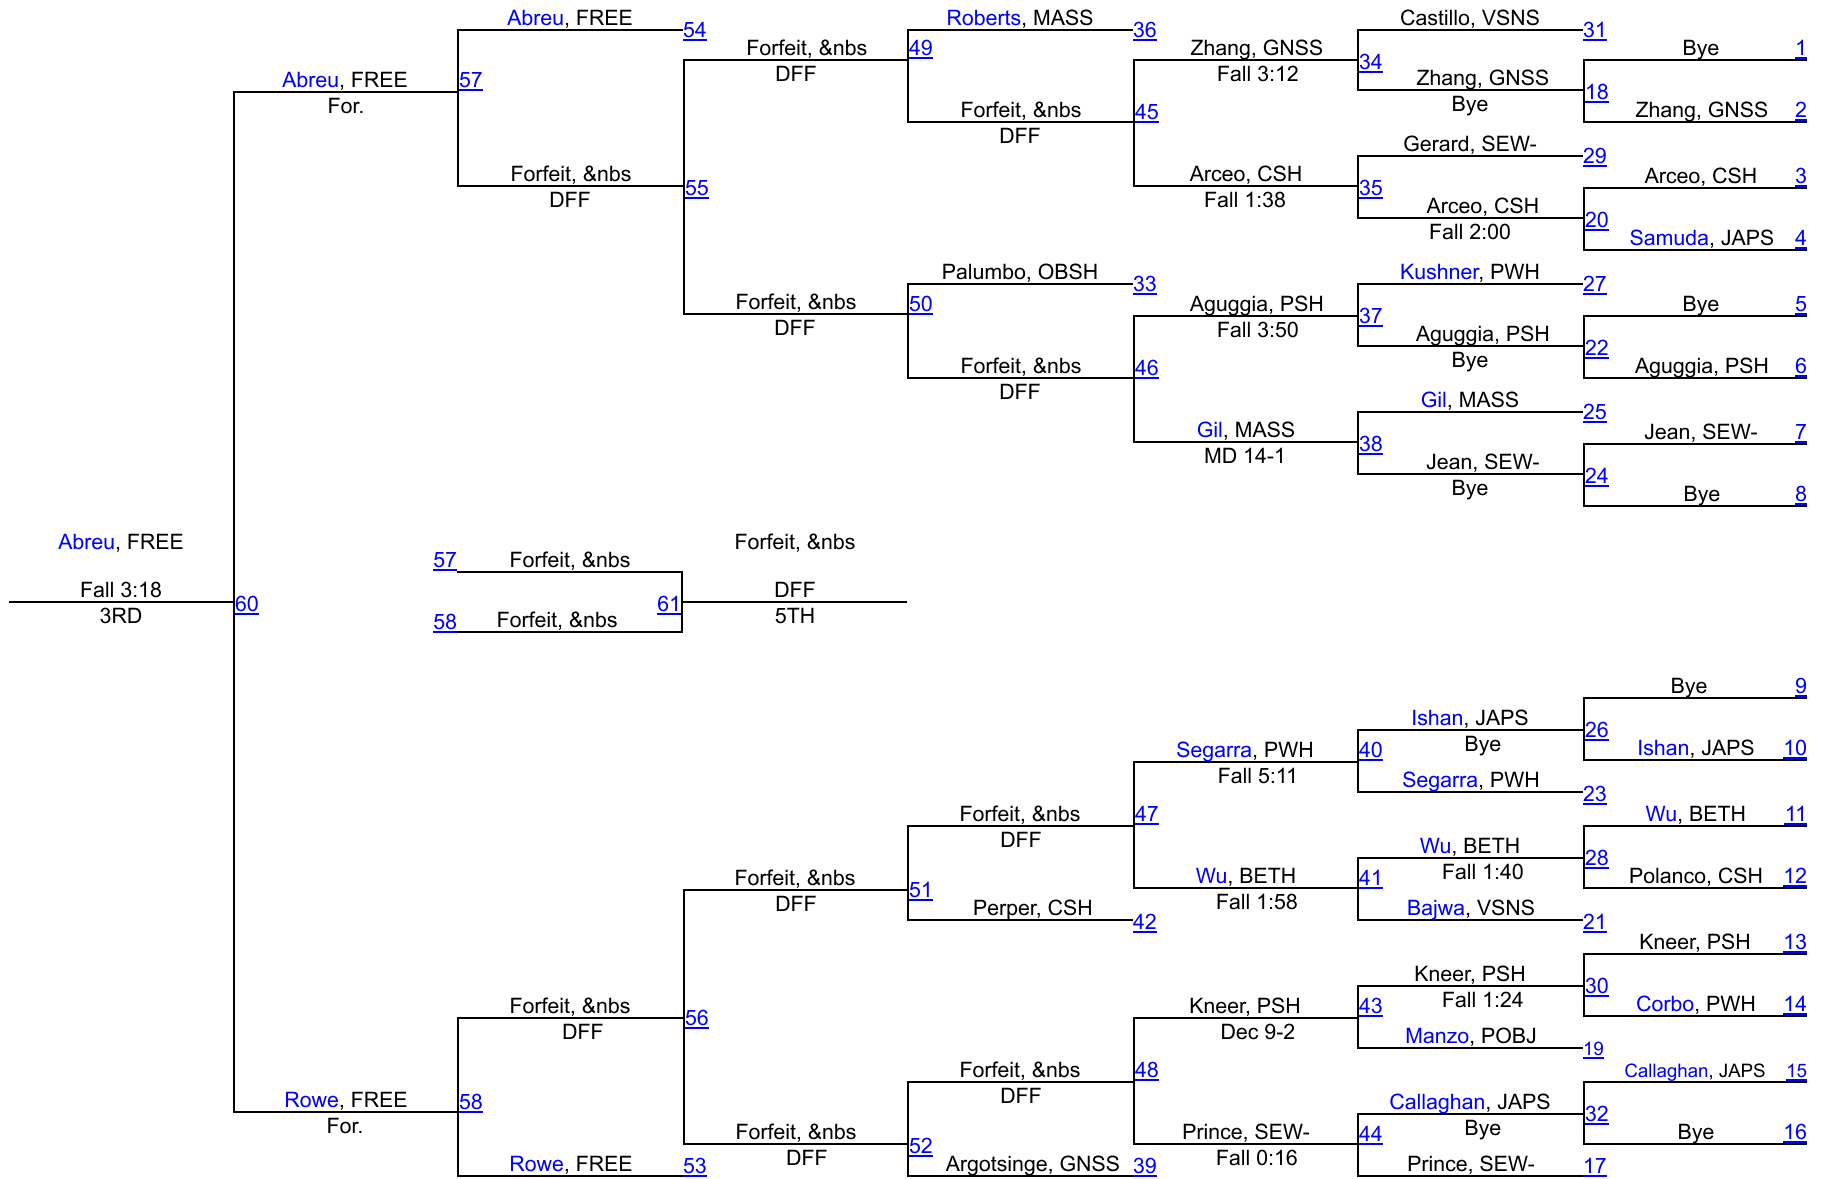 Abreu, FREE
54
Roberts, MASS
36
Castillo, VSNS
31
Forfeit, &nbs
49
Zhang, GNSS
Bye
1
DFF
Fall 3:12
34
Abreu, FREE
57
Zhang, GNSS
18
For.
Bye
Forfeit, &nbs
45
Zhang, GNSS
2
DFF
Gerard, SEW-
29
Forfeit, &nbs
55
Arceo, CSH
35
Arceo, CSH
3
DFF
Fall 1:38
Arceo, CSH
20
Fall 2:00
Samuda, JAPS
4
Palumbo, OBSH
33
Kushner, PWH
27
Forfeit, &nbs
50
Aguggia, PSH
37
Bye
5
DFF
Fall 3:50
Aguggia, PSH
22
Bye
Forfeit, &nbs
46
Aguggia, PSH
6
DFF
Gil, MASS
25
Gil, MASS
38
Jean, SEW-
7
MD 14-1
Jean, SEW-
24
Bye
Bye
8
Abreu, FREE
Forfeit, &nbs
57
Forfeit, &nbs
Fall 3:18
60
61
DFF
3RD
58
Forfeit, &nbs
5TH
Bye
9
Ishan, JAPS
26
Bye
Segarra, PWH
40
Ishan, JAPS
10
Fall 5:11
Segarra, PWH
23
Forfeit, &nbs
47
Wu, BETH
11
DFF
Wu, BETH
28
Fall 1:40
Forfeit, &nbs
51
Wu, BETH
41
Polanco, CSH
12
DFF
Fall 1:58
Perper, CSH
42
Bajwa, VSNS
21
Kneer, PSH
13
Kneer, PSH
30
Fall 1:24
Forfeit, &nbs
56
Kneer, PSH
43
Corbo, PWH
14
DFF
Dec 9-2
Manzo, POBJ
19
Forfeit, &nbs
48
Callaghan, JAPS
15
DFF
Rowe, FREE
58
Callaghan, JAPS
32
For.
Bye
Forfeit, &nbs
52
Prince, SEW-
44
Bye
16
DFF
Fall 0:16
Rowe, FREE
53
Argotsinge, GNSS
39
Prince, SEW-
17